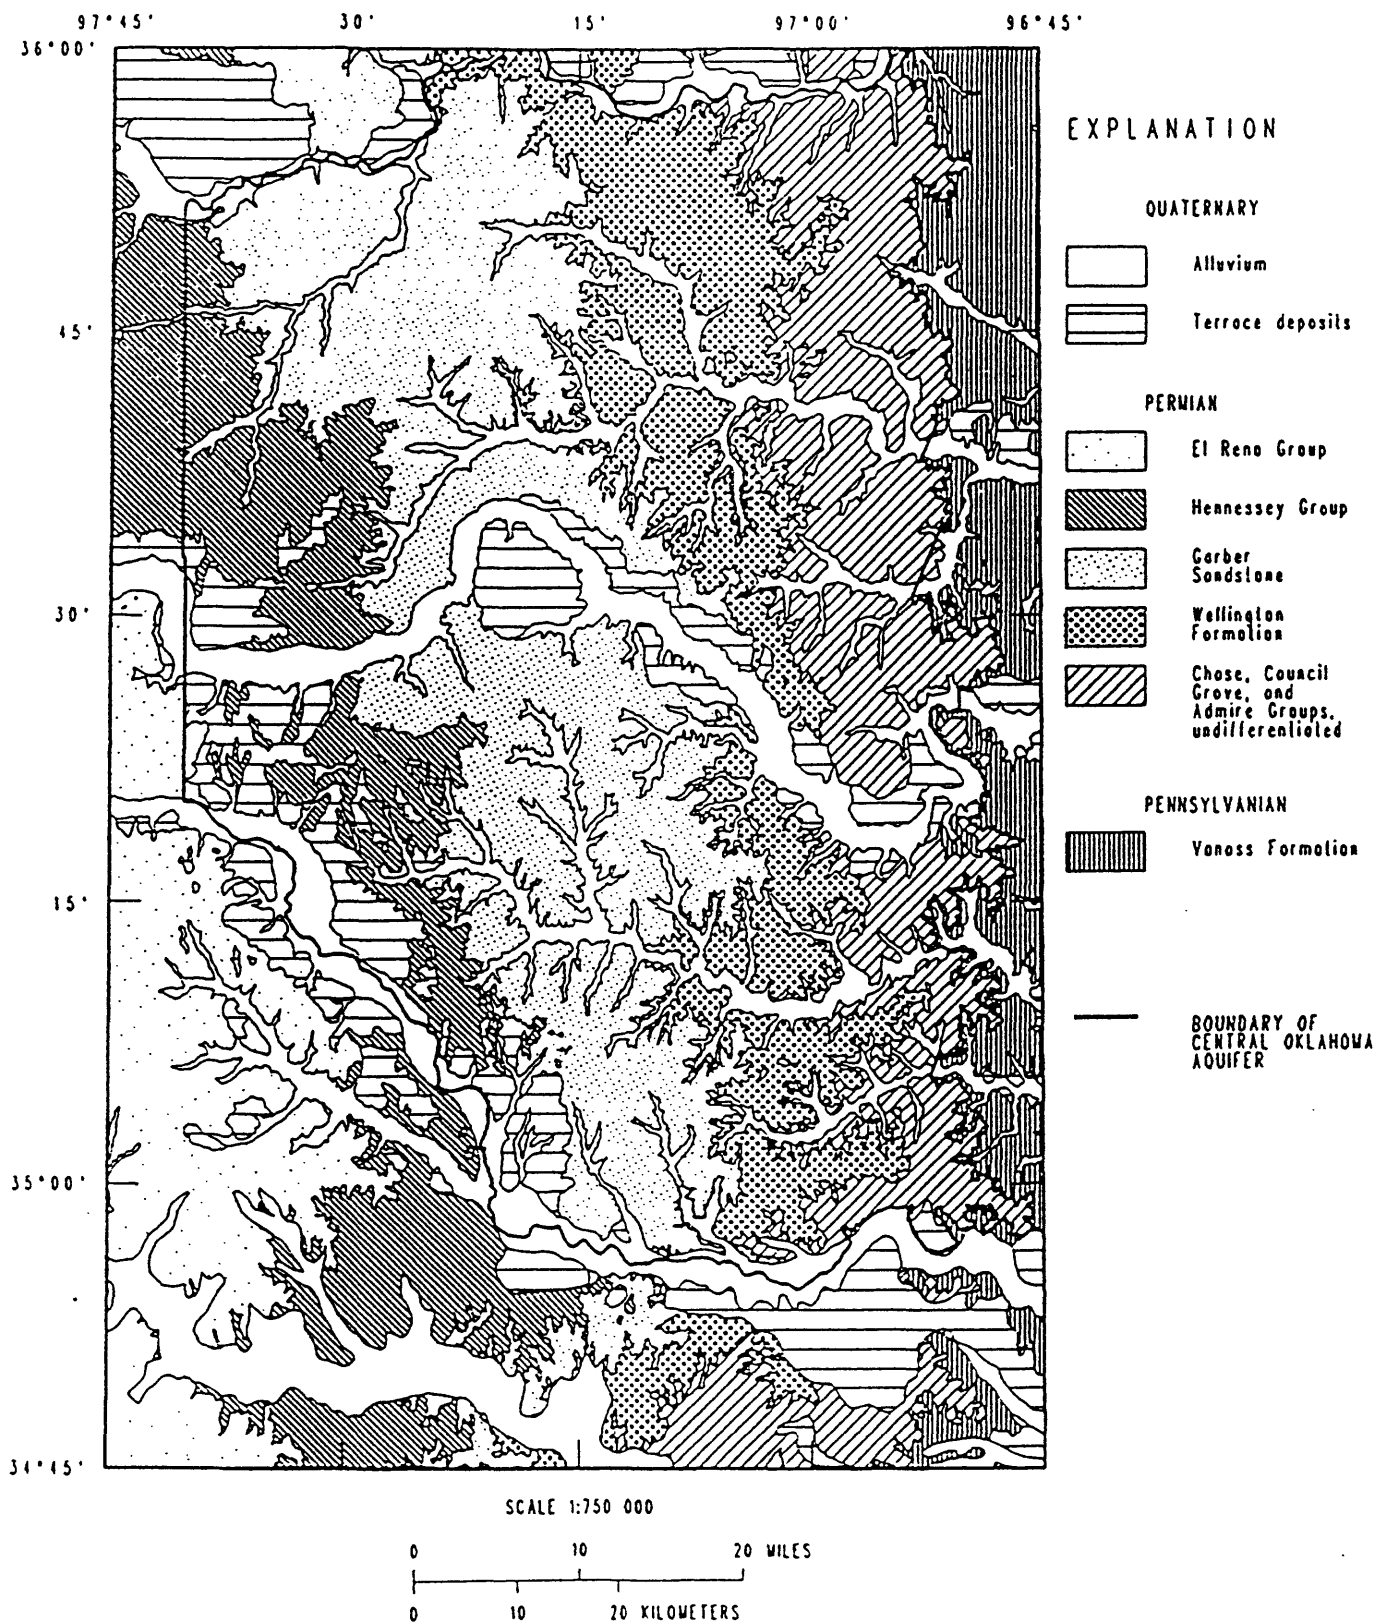 97°45' 30' 15' 97°00' 96°45'
36°00'
45'
30'
15'
35°00'
34°45'
EXPLANATION
QUATERNARY
Alluvium
Terrace deposits
PERMIAN
El Reno Group
Hennessey Group
Garber
Sandstone
Wellington
Formation
Chase, Council
Grove, and
Admire Groups,
undifferentiated
PENNSYLVANIAN
Vanoss Formation
BOUNDARY OF
CENTRAL OKLAHOMA
AQUIFER
SCALE 1:750 000
0 10 20 MILES
0 10 20 KILOMETERS